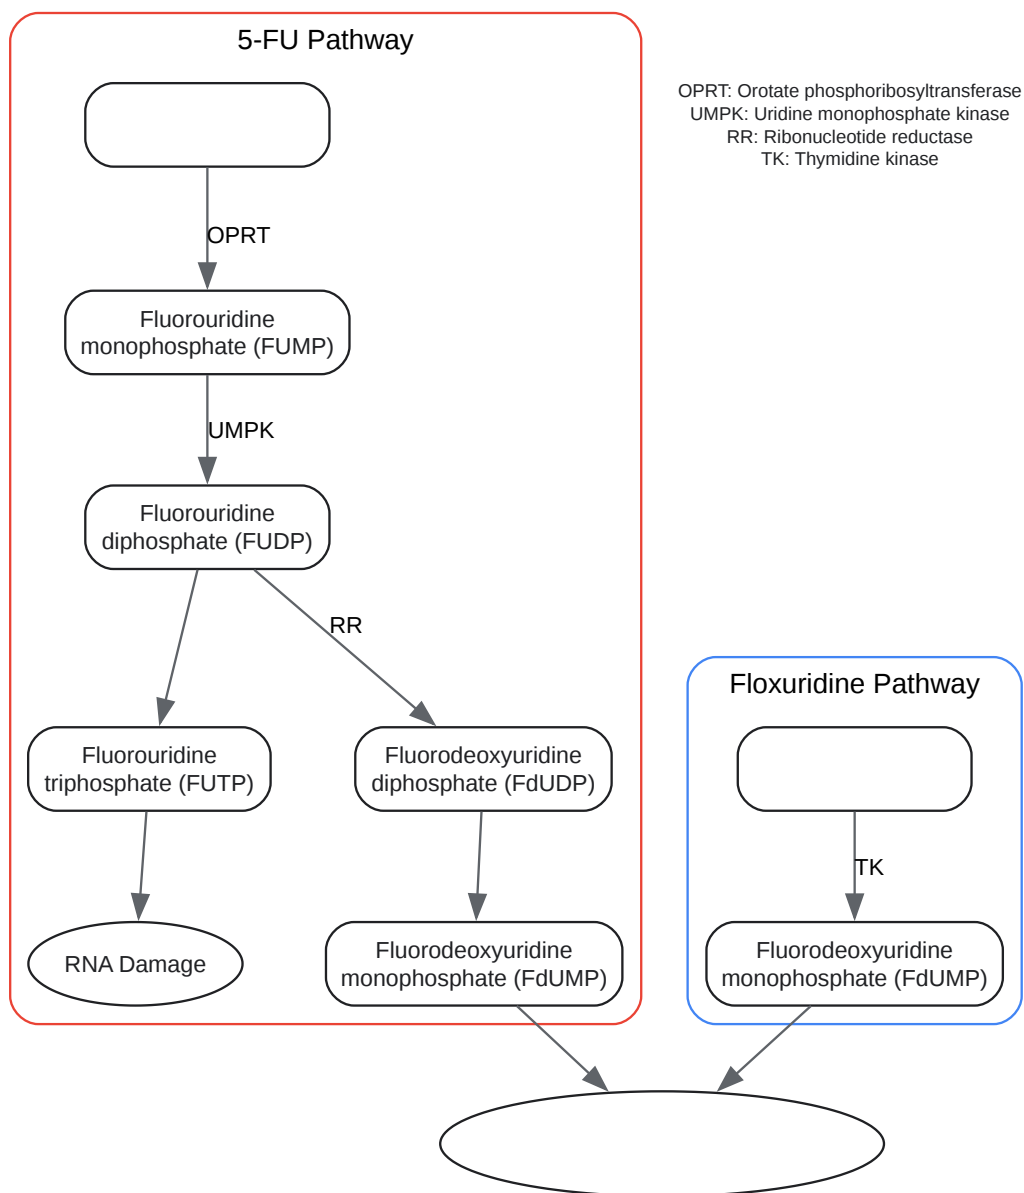 5-FU Pathway
OPRT: Orotate phosphoribosyltransferase
UMPK: Uridine monophosphate kinase
RR: Ribonucleotide reductase
TK: Thymidine kinase
OPRT
Fluorouridine
monophosphate (FUMP)
UMPK
Fluorouridine
diphosphate (FUDP)
RR
Fluorouridine
triphosphate (FUTP)
Fluorodeoxyuridine
diphosphate (FdUDP)
RNA Damage
Fluorodeoxyuridine
monophosphate (FdUMP)
Floxuridine Pathway
TK
Fluorodeoxyuridine
monophosphate (FdUMP)